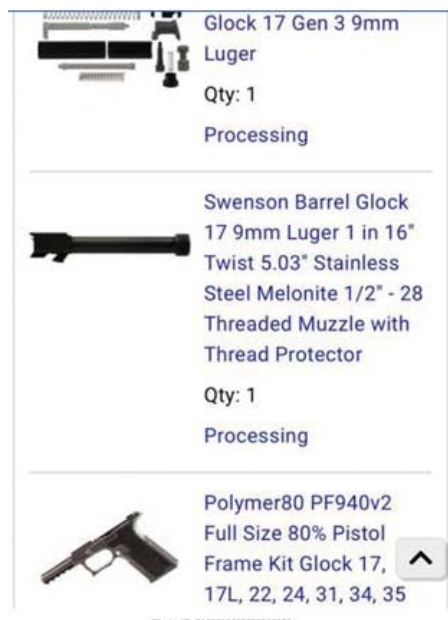 Glock 17 Gen 3 9mm
Luger
Qty: 1
Processing
Swenson Barrel Glock
17 9mm Luger 1 in 16"
Twist 5.03" Stainless
Steel Melonite 1/2" - 28
Threaded Muzzle with
Thread Protector
Qty: 1
Processing
Polymer80 PF940v2
Full Size 80% Pistol
Frame Kit Glock 17,
17L, 22, 24, 31, 34, 35